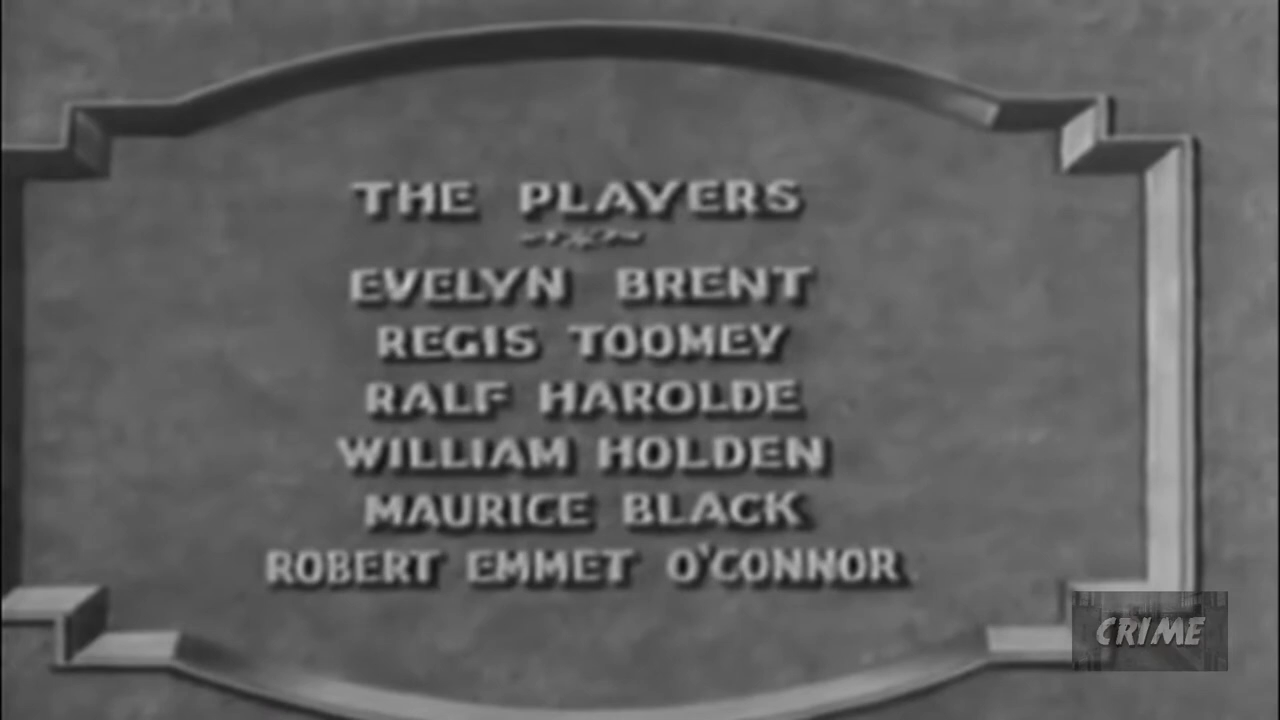 THE PLAYERS
EVELYN BRENT
REGIS TOOMEY
RALF HAROLDE
WILLIAM HOLDEN
MAURICE BLACK
ROBERT EMMET O'CONNOR
CRIME